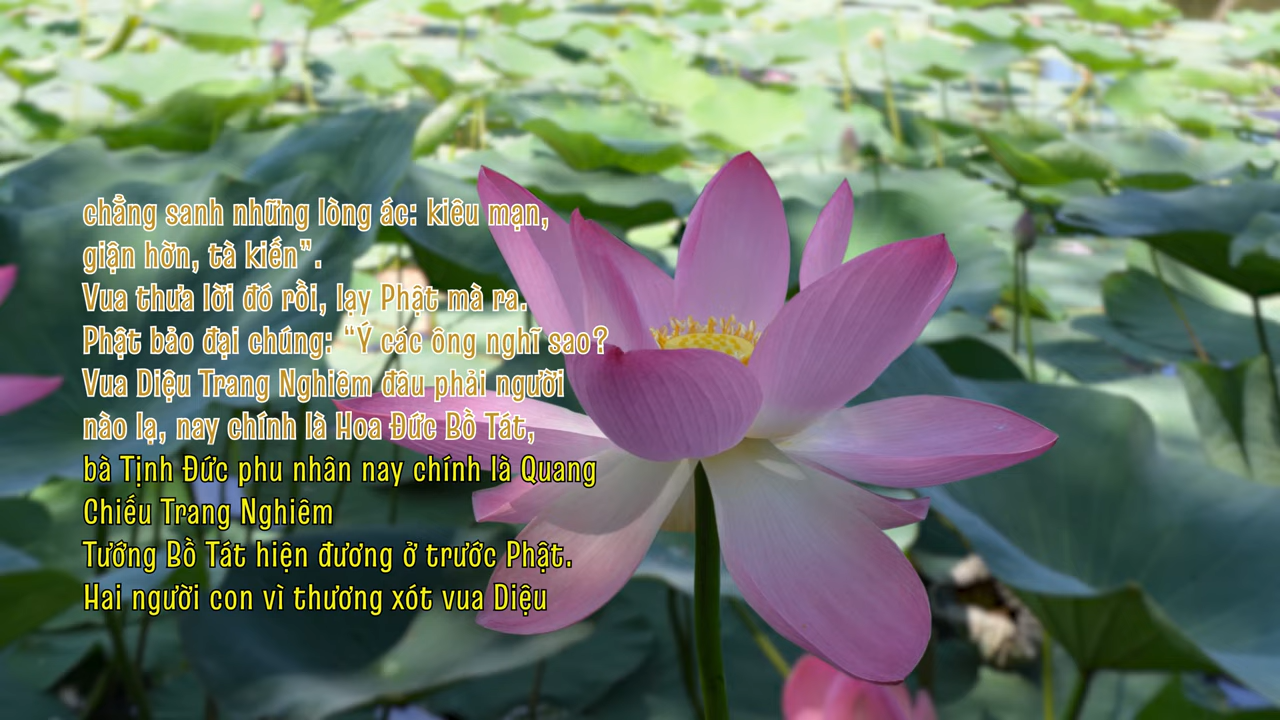 chẳng sanh những lòng ác: kiêu mạn,
giận hờn, tà kiến”.
Vua thưa lời đó rồi, lạy Phật mà ra.
Phật bảo đại chúng: “Ý các ông nghĩ sao?
Vua Diệu Trang Nghiêm đâu phải người
nào lạ, nay chính là Hoa Đức Bồ Tát,
bà Tịnh Đức phu nhân nay chính là Quang
Chiếu Trang Nghiêm
Tướng Bồ Tát hiện đương ở trước Phật.
Hai người con vì thương xót vua Diệu